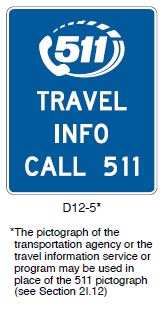 511
TRAVEL
INFO
CALL 511
D12-5*
*The pictograph of the
transportation agency or the
travel information service or
program may be used in
place of the 511 pictograph
(see Section 2I.12)